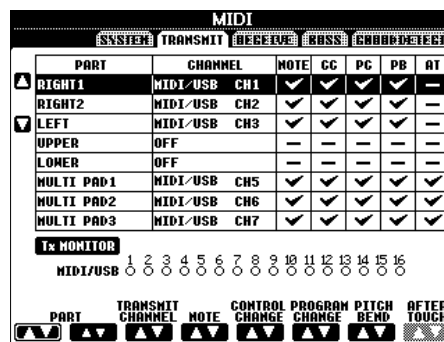 MIDI
SYSTEM TRANSMIT RECEIVE BASS CHORD DETECT
PART CHANNEL NOTE CC PC PB AT
RIGHT1 MIDI/USB CH1
RIGHT2 MIDI/USB CH2
LEFT MIDI/USB CH3
UPPER OFF
LOWER OFF
MULTI PAD1 MIDI/USB CH5
MULTI PAD2 MIDI/USB CH6
MULTI PAD3 MIDI/USB CH7
Tx MONITOR
1 2 3 4 5 6 7 8 9 10 11 12 13 14 15 16
MIDI/USB
TRANSMIT CONTROL PROGRAM PITCH AFTER
PART CHANNEL NOTE CHANGE CHANGE BEND TOUCH